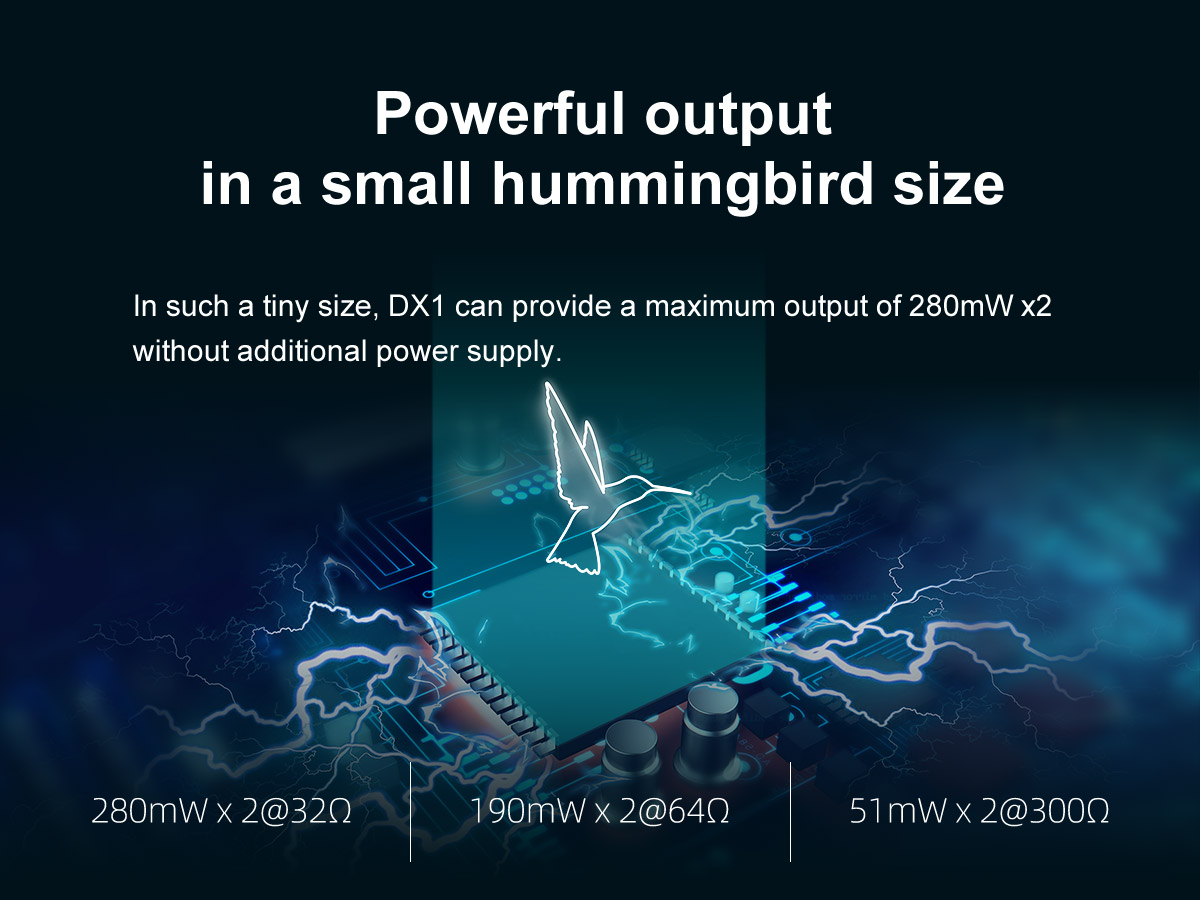 Powerful output
in a small hummingbird size
In such a tiny size, DX1 can provide a maximum output of 280mW x2
without additional power supply.
280mW x 2@32Ω
190mW x 2@64Ω
51mW x 2@300Ω